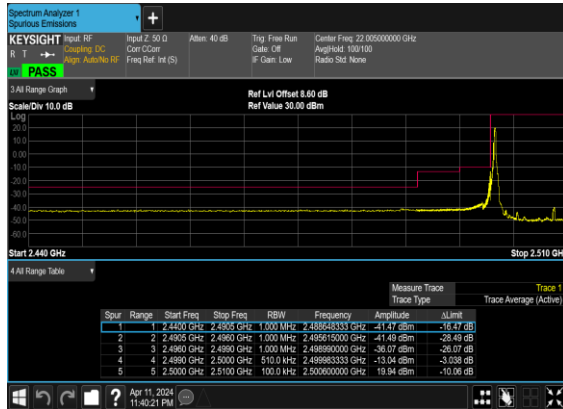 Spectrum Analyzer 1
Spurious Emissions
+
KEYSIGHT Input: RF Input Z: 50 Ω Atten: 40 dB Trig: Free Run Center Freq: 22.005000000 GHz
R T Coupling: DC Corr CCorr Gate: Off Avg|Hold: 100/100
Align: Auto/No RF Freq Ref: Int (S) IF Gain: Low Radio Std: None
PASS
3 All Range Graph Ref Lvl Offset 8.60 dB
Scale/Div 10.0 dB Ref Value 30.00 dBm
Log
20.0
10.0
0.00
-10.0
-20.0
-30.0
-40.0
-50.0
-60.0
Start 2.440 GHz Stop 2.510 GH
4 All Range Table
Measure Trace Trace 1
Trace Type Trace Average (Active)
Spur Range Start Freq Stop Freq RBW Frequency Amplitude ΔLimit
1 1 2.4400 GHz 2.4905 GHz 1.000 MHz 2.488648333 GHz -41.47 dBm -16.47 dB
2 2 2.4905 GHz 2.4960 GHz 1.000 MHz 2.495615000 GHz -41.49 dBm -28.49 dB
3 3 2.4960 GHz 2.4990 GHz 1.000 MHz 2.498990000 GHz -36.07 dBm -26.07 dB
4 4 2.4990 GHz 2.5000 GHz 510.0 kHz 2.499983333 GHz -13.04 dBm -3.038 dB
5 5 2.5000 GHz 2.5100 GHz 100.0 kHz 2.500600000 GHz 19.94 dBm -10.06 dB
? Apr 11, 2024
11:40:21 PM